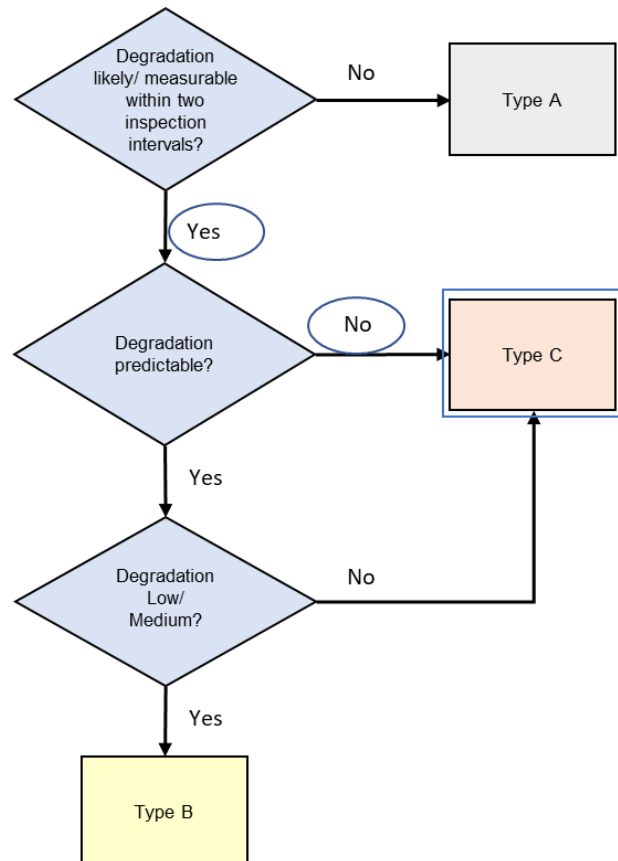 Degradation
likely/ measurable
within two
inspection
intervals?
No
Type A
Yes
Degradation
predictable?
No
Type C
Yes
Degradation
Low/
Medium?
No
Yes
Type B